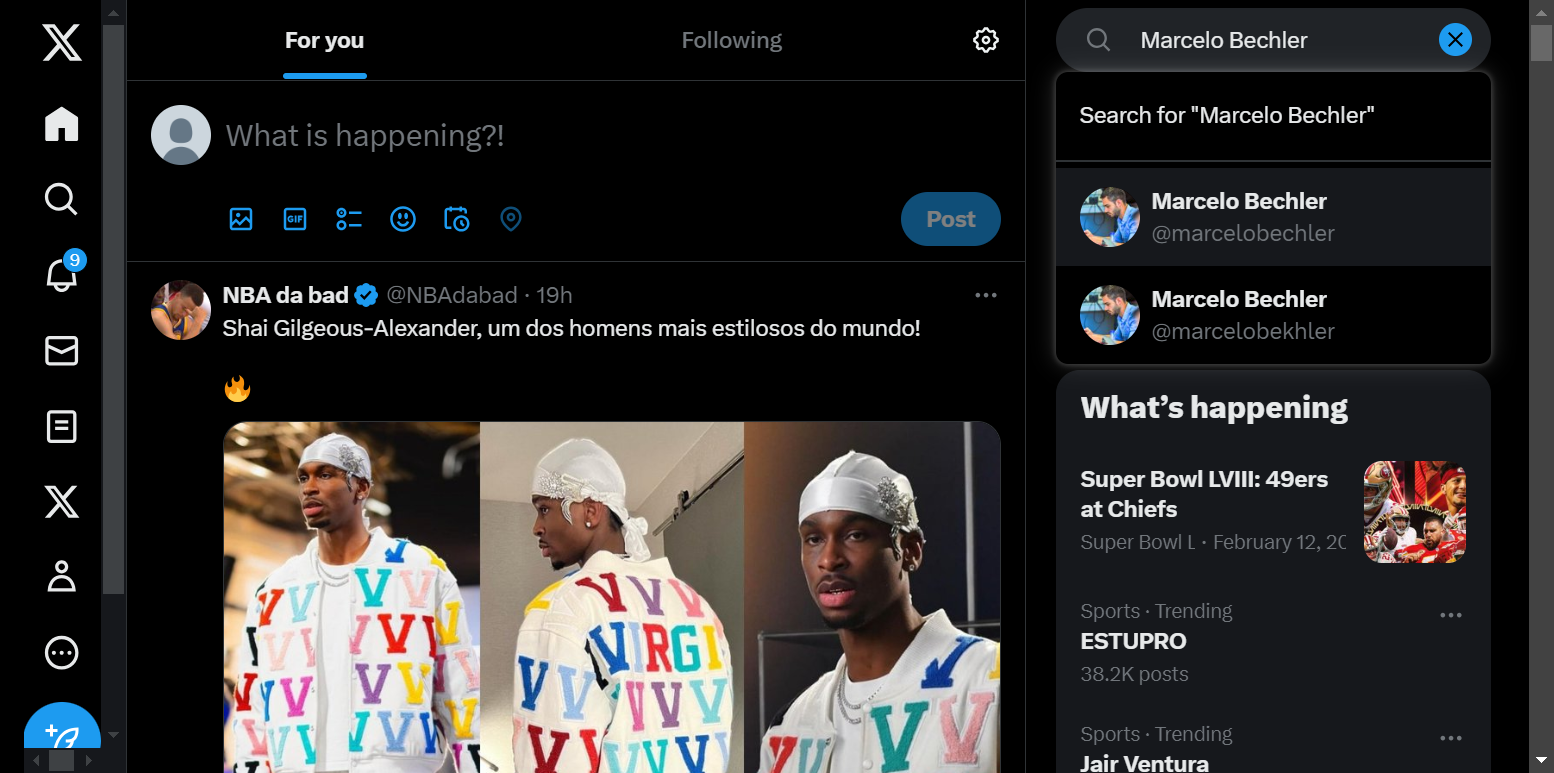 For you
Following
What is happening?!
GIF
Post
9
NBA da bad @NBAdabad · 19h
Shai Gilgeous-Alexander, um dos homens mais estilosos do mundo!
🔥
VIRGI
Marcelo Bechler
Search for "Marcelo Bechler"
Marcelo Bechler
@marcelobechler
Marcelo Bechler
@marcelobekhler
What's happening
Super Bowl LVIII: 49ers
at Chiefs
Super Bowl L · February 12, 20
Sports · Trending
ESTUPRO
38.2K posts
Sports · Trending
Jair Ventura